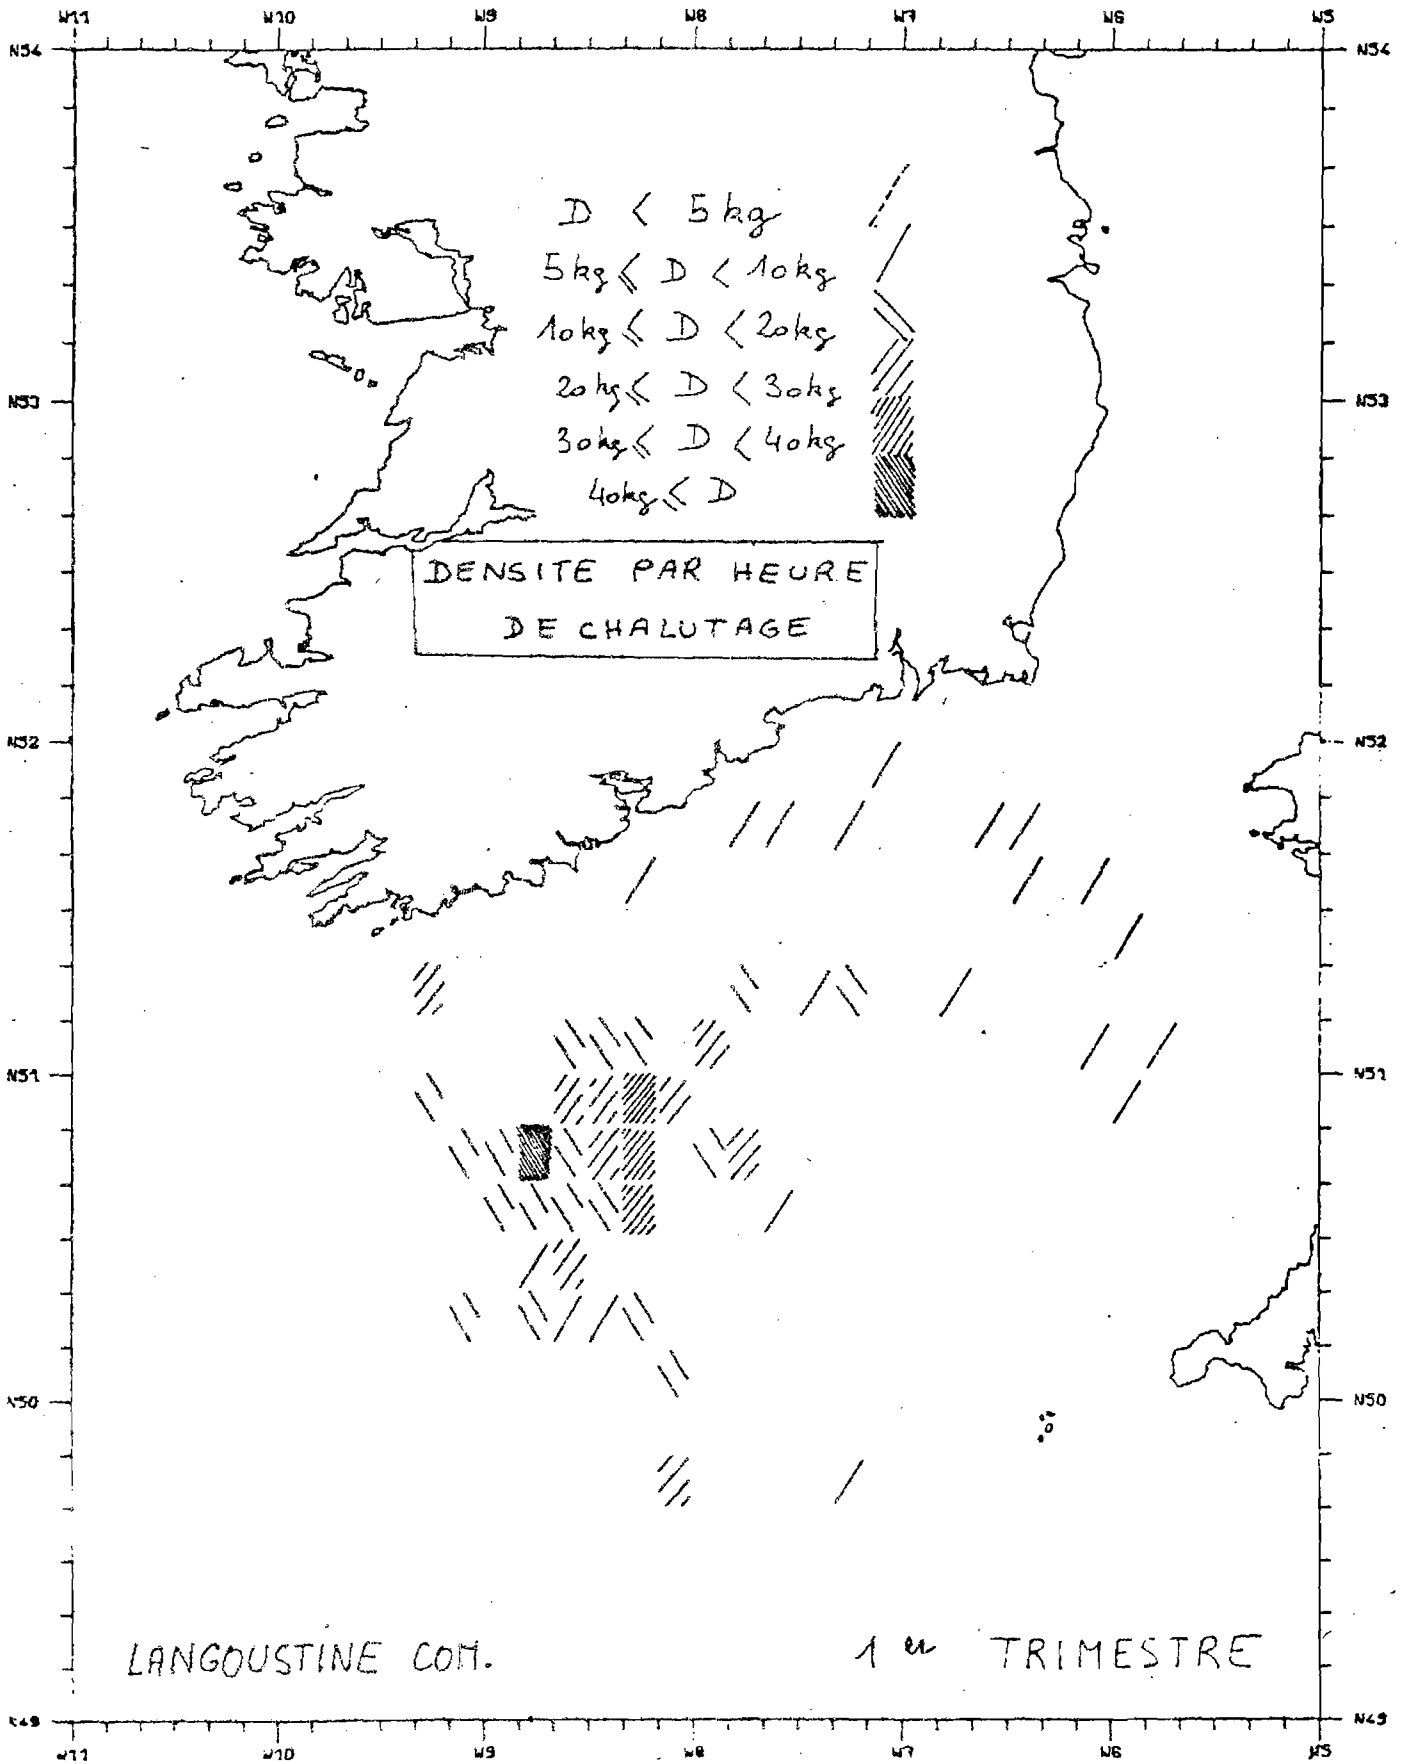 W11 W10 W9 W8 W7 W6 W5
N54 N54
D < 5kg
5kg ⩽ D < 10kg
10kg ⩽ D < 20kg
20kg ⩽ D < 30kg
N53 N53
30kg ⩽ D < 40kg
40kg ⩽ D
DENSITE PAR HEURE
DE CHALUTAGE
N52 N52
N51 N51
N50 N50
LANGOUSTINE COM. 1er TRIMESTRE
N49 N49
W11 W10 W9 W8 W7 W6 W5